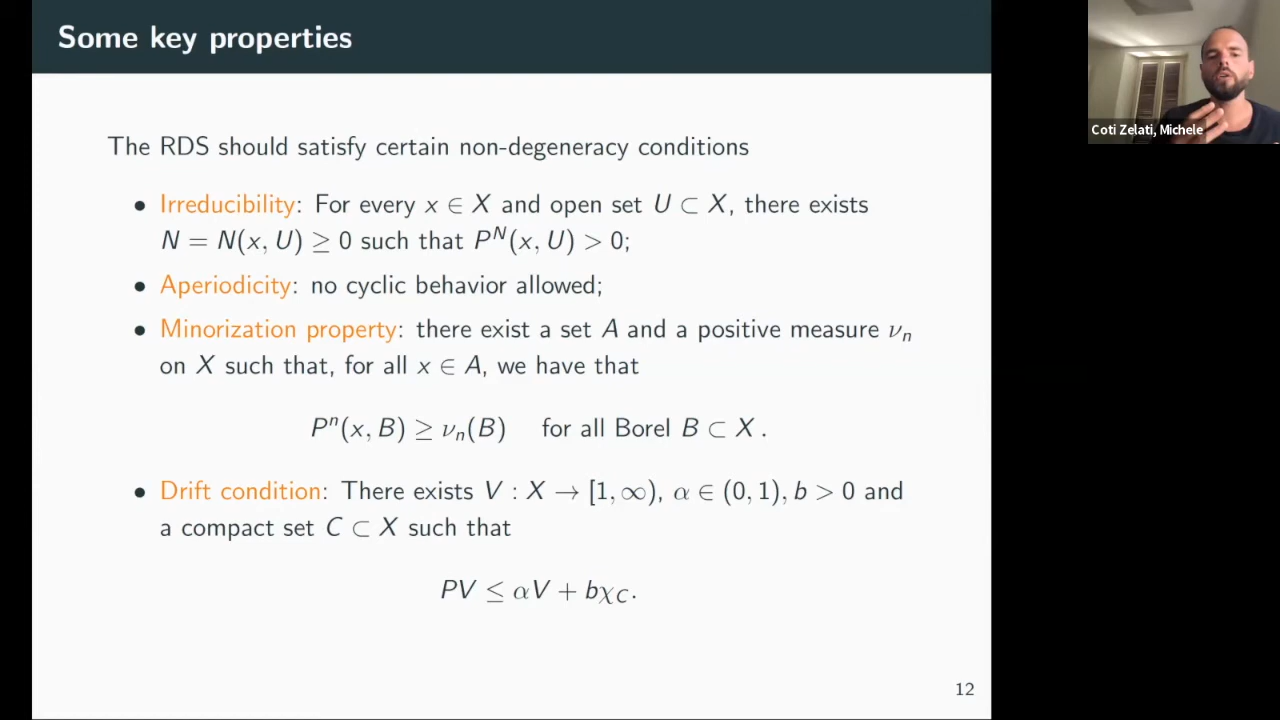 Some key properties
Coti Zelati, Michele
The RDS should satisfy certain non-degeneracy conditions
• Irreducibility: For every x ∈ X and open set U ⊂ X, there exists
N = N(x, U) ≥ 0 such that P^N(x, U) > 0;
• Aperiodicity: no cyclic behavior allowed;
• Minorization property: there exist a set A and a positive measure ν_n
on X such that, for all x ∈ A, we have that
P^n(x, B) ≥ ν_n(B) for all Borel B ⊂ X.
• Drift condition: There exists V : X → [1, ∞), α ∈ (0, 1), b > 0 and
a compact set C ⊂ X such that
PV ≤ αV + bχ_C.
12